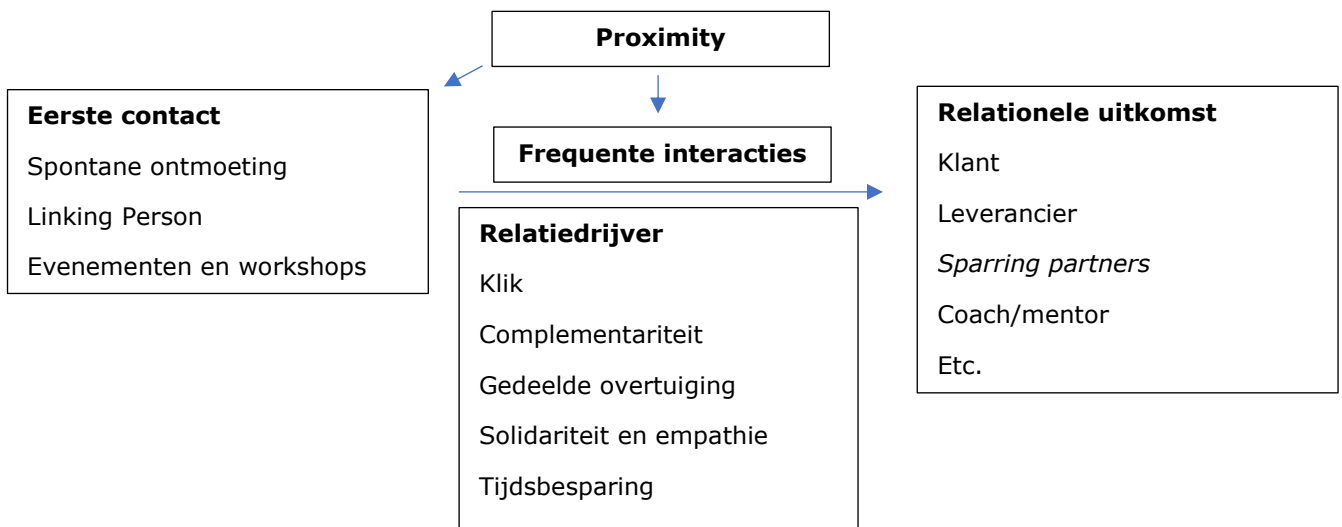 Proximity
Eerste contact
Spontane ontmoeting
Linking Person
Evenementen en workshops
Frequente interacties
Relatiedrijver
Klik
Complementariteit
Gedeelde overtuiging
Solidariteit en empathie
Tijdsbesparing
Relationele uitkomst
Klant
Leverancier
Sparring partners
Coach/mentor
Etc.